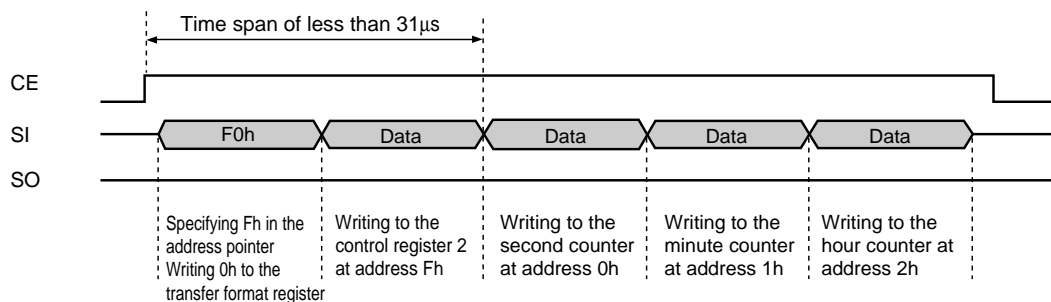 Time span of less than 31μs
CE
SI
F0h
Data
Data
Data
Data
SO
Specifying Fh in the
address pointer
Writing 0h to the
transfer format register
Writing to the
control register 2
at address Fh
Writing to the
second counter
at address 0h
Writing to the
minute counter
at address 1h
Writing to the
hour counter at
address 2h